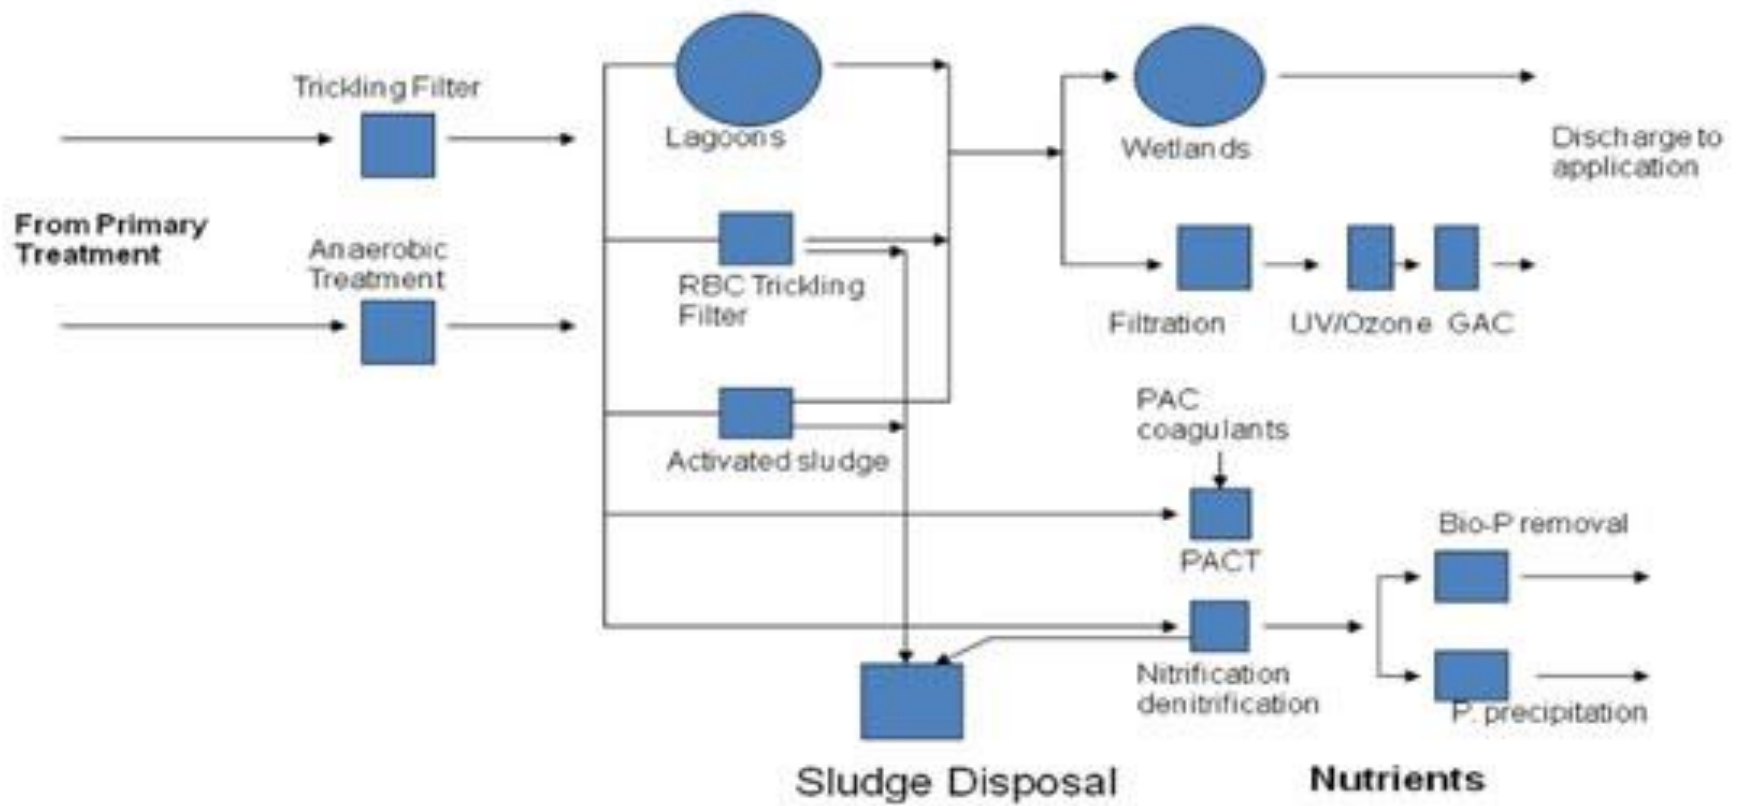 Trickling Filter
From Primary
Treatment
Anaerobic
Treatment
Lagoons
RBC Trickling
Filter
Activated sludge
Wetlands
Discharge to
application
Filtration
UV/Ozone
GAC
PAC
coagulants
PACT
Bio-P removal
Nitrification
denitrification
P. precipitation
Sludge Disposal
Nutrients